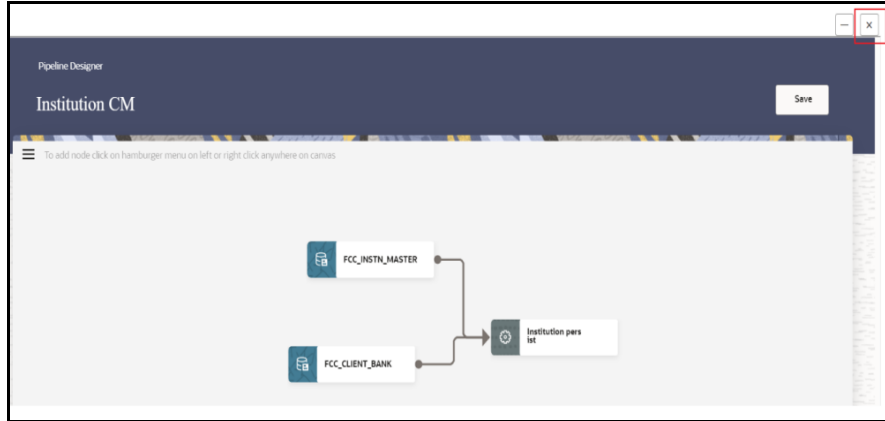 Pipeline Designer
Institution CM
Save
To add node click on hamburger menu on left or right click anywhere on canvas
FCC_INSTN_MASTER
Institution pers
ist
FCC_CLIENT_BANK